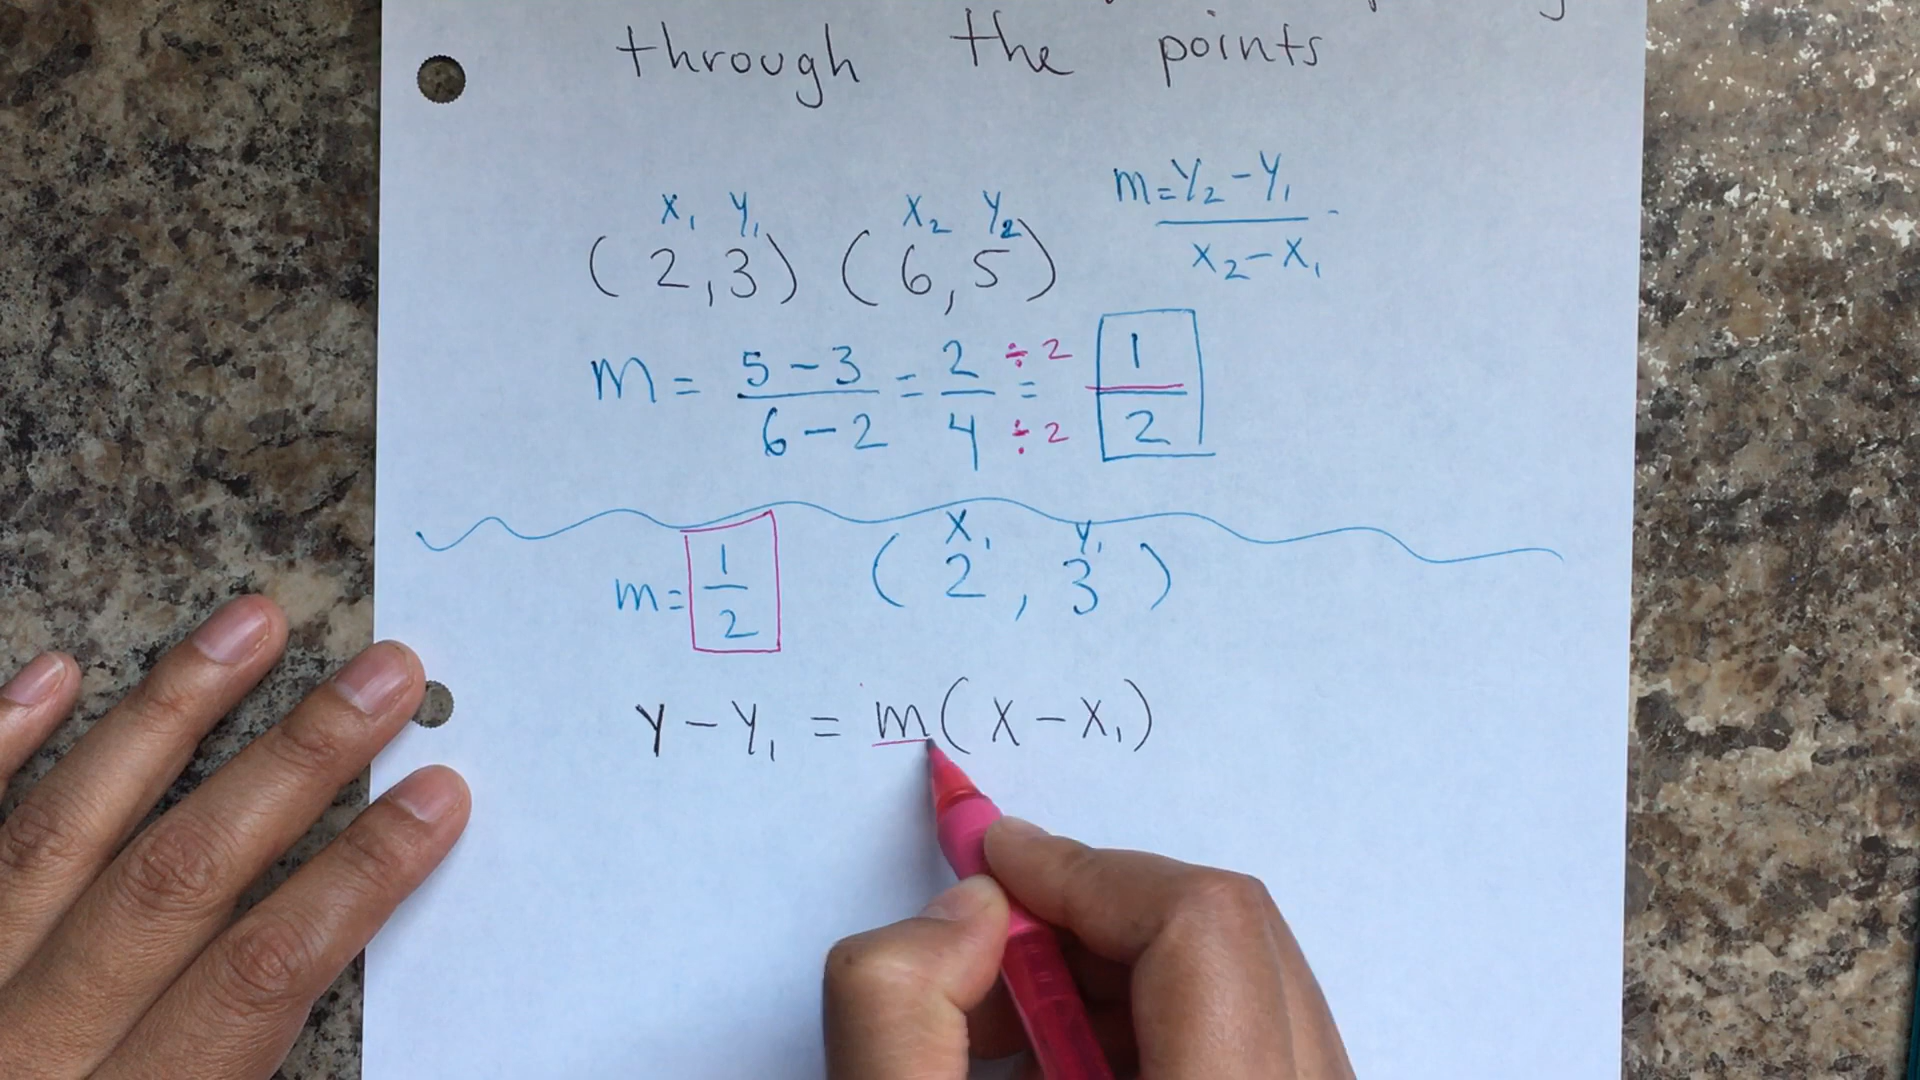 through the points
x₁ y₁ x₂ y₂
(2,3) (6,5)
m = y₂ - y₁ / x₂ - x₁
m = 5 - 3 / 6 - 2 = 2 ÷ 2 / 4 ÷ 2 = 1 / 2
x₁ y₁
m = 1 / 2 (2, 3)
y - y₁ = m(x - x₁)